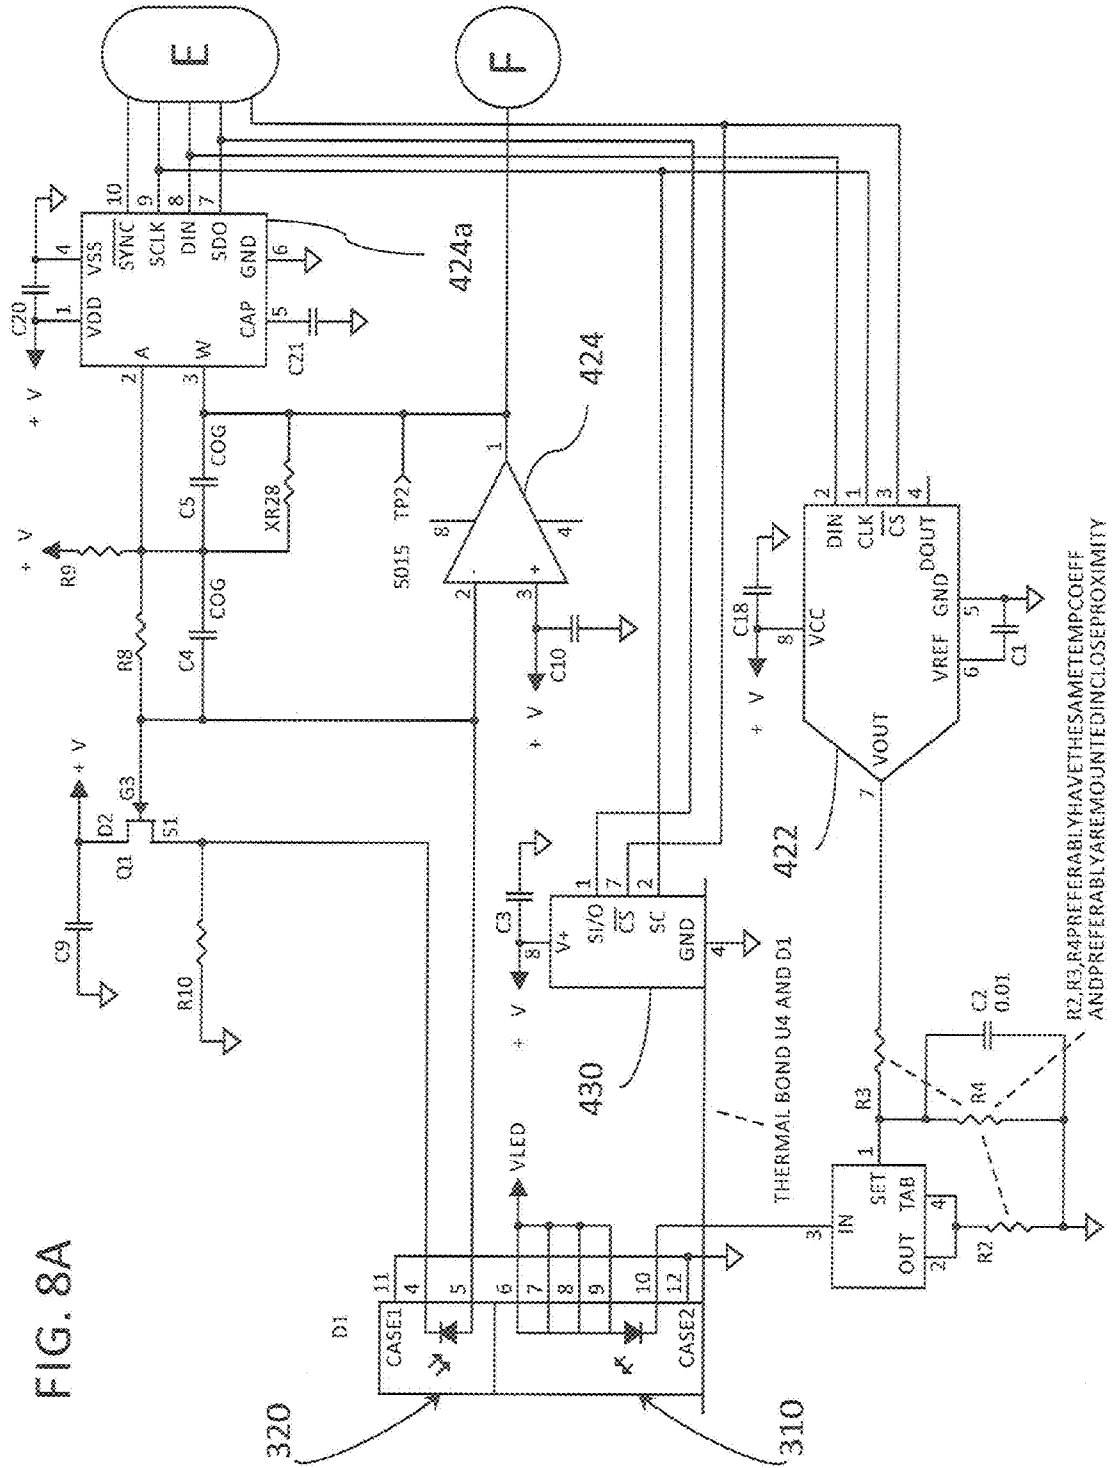 FIG. 8A
E
F
C20
+ V
1
VDD
4
VSS
2
A
3
W
SYNC
10
SCLK
9
DIN
8
SDO
7
GND
6
CAP
5
C21
424a
+ V
R9
R8
C5
COG
C4
COG
XR28
5015
TP2
424
8
4
1
2
-
3
+
C10
+ V
C9
D2
+ V
Q1
G3
S1
R10
C3
+ V
8
V+
SI/O
1
CS
7
SC
2
GND
4
430
C18
+ V
8
VCC
DIN
2
CLK
1
CS
3
DOUT
4
GND
5
VREF
6
C1
VOUT
7
422
THERMAL BOND U4 AND D1
D1
CASE1
11
4
5
6
7
8
9
10
12
CASE2
VLED
320
310
3
IN
SET
1
OUT
2
TAB
4
R2
R3
R4
C2
0.01
R2,R3,R4PREFERABLYHAVETHESAMETEMPCOEFF
ANDPREFERABLYAREMOUNTEDINCLOSEPROXIMITY